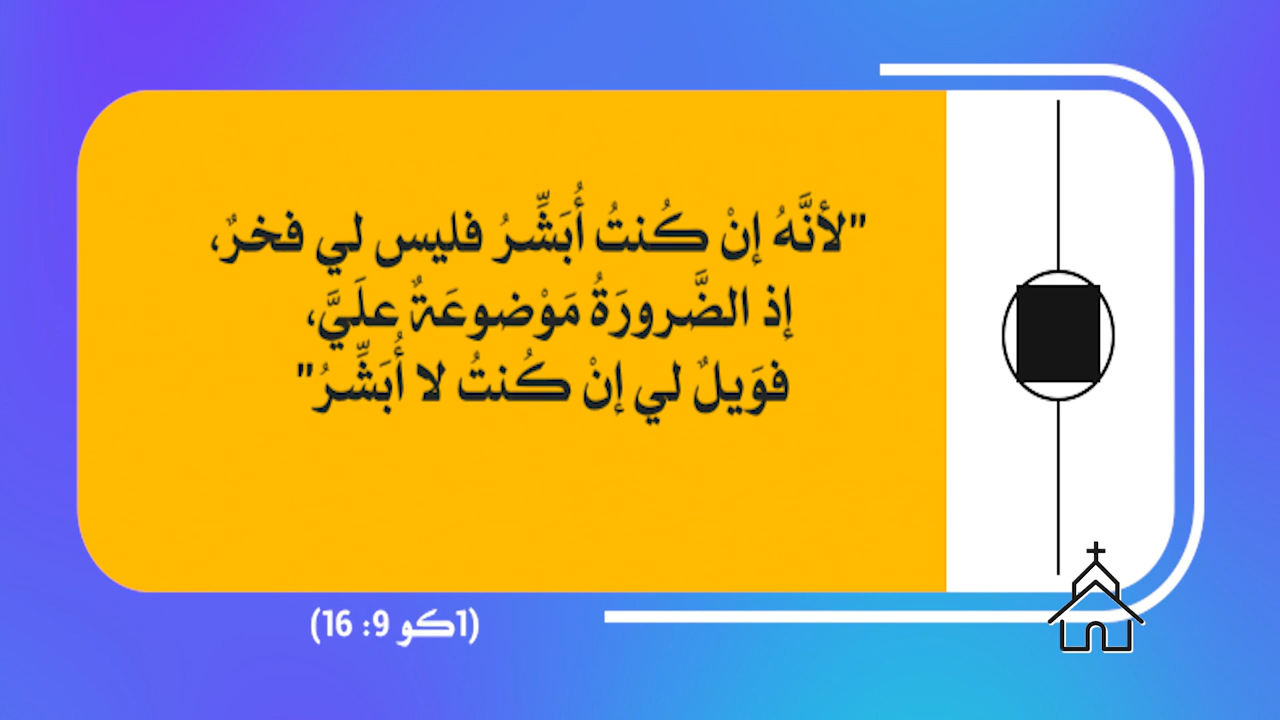 "لأنَّهُ إنْ كُنتُ أُبَشِّرُ فليس لي فخرٌ،
إذ الضَّرورَةُ مَوْضوعَةٌ علَيَّ،
فوَيلٌ لي إنْ كُنتُ لا أُبَشِّرُ"
(1كو 9: 16)